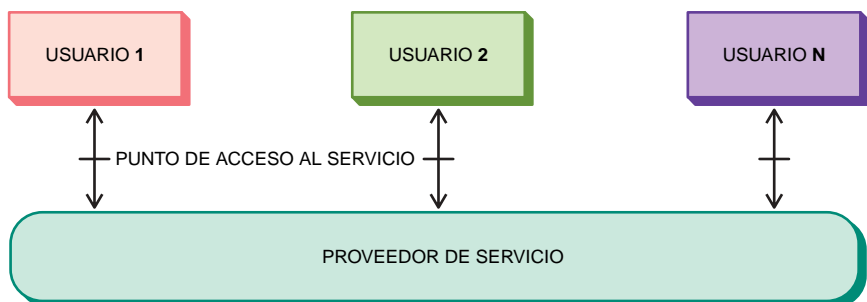 USUARIO 1
USUARIO 2
USUARIO N
PUNTO DE ACCESO AL SERVICIO
PROVEEDOR DE SERVICIO